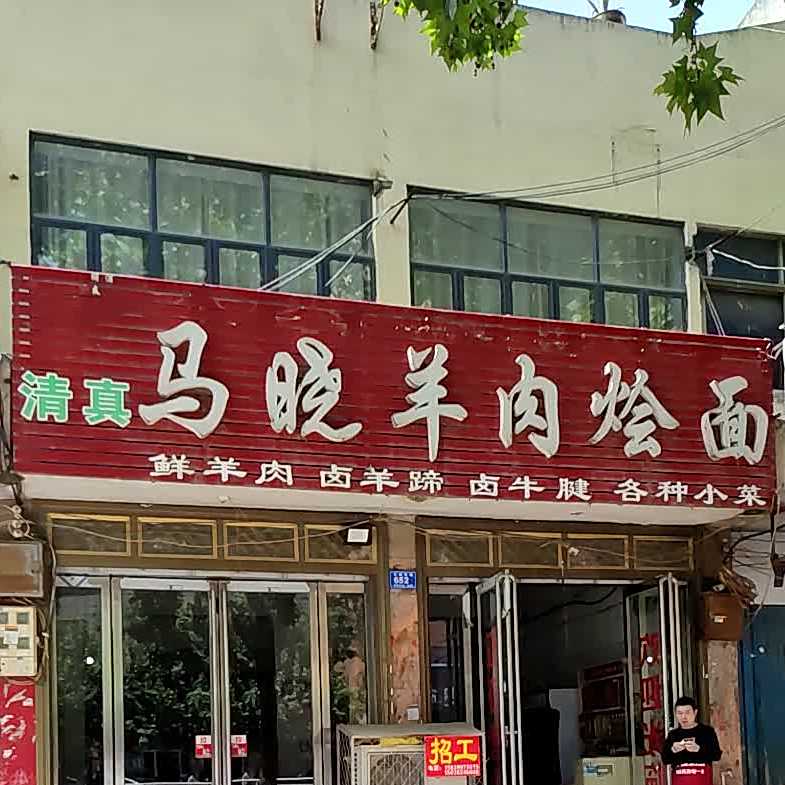 清真 马晓羊肉烩面
鲜羊肉 卤羊蹄 卤牛腱 各种小菜
652
招工